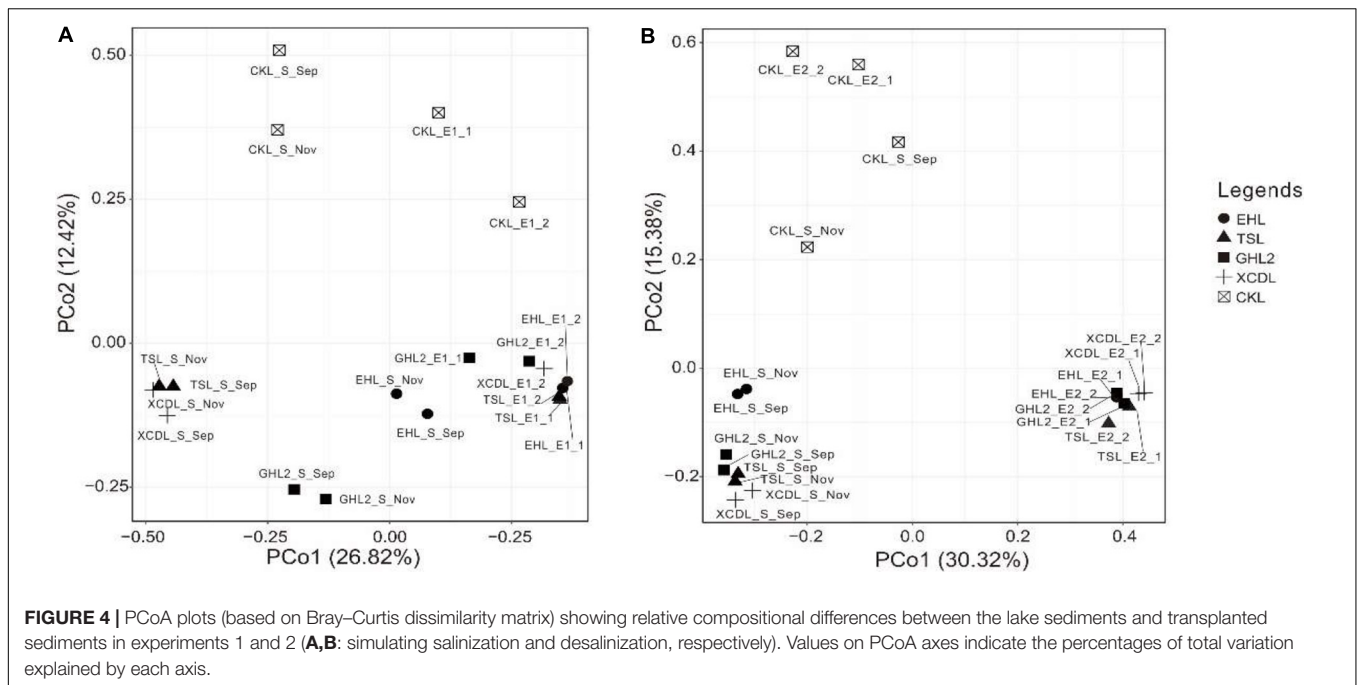 A
0.50
0.25
0.00
−0.25
PCo2 (12.42%)
CKL_S_Sep
CKL_S_Nov
CKL_E1_1
CKL_E1_2
EHL_E1_2
GHL2_E1_2
GHL2_E1_1
TSL_S_Nov
TSL_S_Sep
EHL_S_Nov
XCDL_E1_2
XCDL_S_Nov
TSL_E1_2
TSL_E1_1
XCDL_S_Sep
EHL_S_Sep
EHL_E1_1
GHL2_S_Sep
GHL2_S_Nov
−0.50
−0.25
0.00
−0.25
PCo1 (26.82%)
B
0.6
0.4
0.2
0.0
−0.2
PCo2 (15.38%)
CKL_E2_2
CKL_E2_1
CKL_S_Sep
CKL_S_Nov
XCDL_E2_2
XCDL_E2_1
EHL_S_Nov
EHL_E2_1
EHL_E2_2
EHL_S_Sep
GHL2_E2_2
GHL2_E2_1
GHL2_S_Nov
TSL_E2_2
GHL2_S_Sep
TSL_E2_1
TSL_S_Sep
TSL_S_Nov
XCDL_S_Nov
XCDL_S_Sep
−0.2
0.0
0.2
0.4
PCo1 (30.32%)
Legends
EHL
TSL
GHL2
XCDL
CKL
FIGURE 4 | PCoA plots (based on Bray–Curtis dissimilarity matrix) showing relative compositional differences between the lake sediments and transplanted
sediments in experiments 1 and 2 (A,B: simulating salinization and desalinization, respectively). Values on PCoA axes indicate the percentages of total variation
explained by each axis.